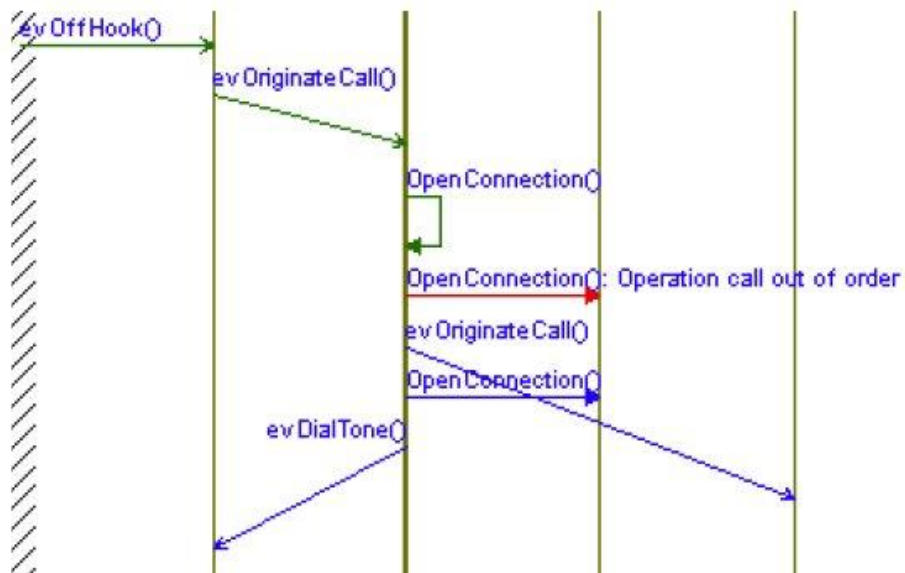 evOffHook()
evOriginateCall()
OpenConnection()
OpenConnection(): Operation call out of order
evOriginateCall()
OpenConnection()
evDialTone()